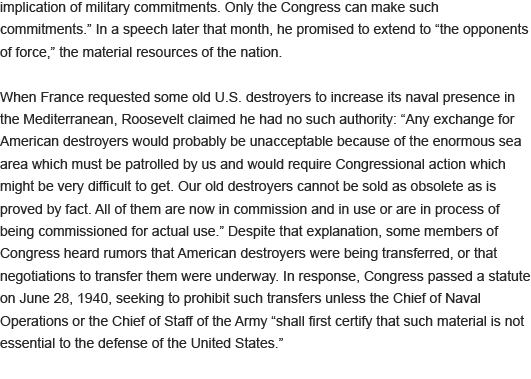 implication of military commitments. Only the Congress can make such
commitments.” In a speech later that month, he promised to extend to “the opponents
of force,” the material resources of the nation.
When France requested some old U.S. destroyers to increase its naval presence in
the Mediterranean, Roosevelt claimed he had no such authority: “Any exchange for
American destroyers would probably be unacceptable because of the enormous sea
area which must be patrolled by us and would require Congressional action which
might be very difficult to get. Our old destroyers cannot be sold as obsolete as is
proved by fact. All of them are now in commission and in use or are in process of
being commissioned for actual use.” Despite that explanation, some members of
Congress heard rumors that American destroyers were being transferred, or that
negotiations to transfer them were underway. In response, Congress passed a statute
on June 28, 1940, seeking to prohibit such transfers unless the Chief of Naval
Operations or the Chief of Staff of the Army “shall first certify that such material is not
essential to the defense of the United States.”